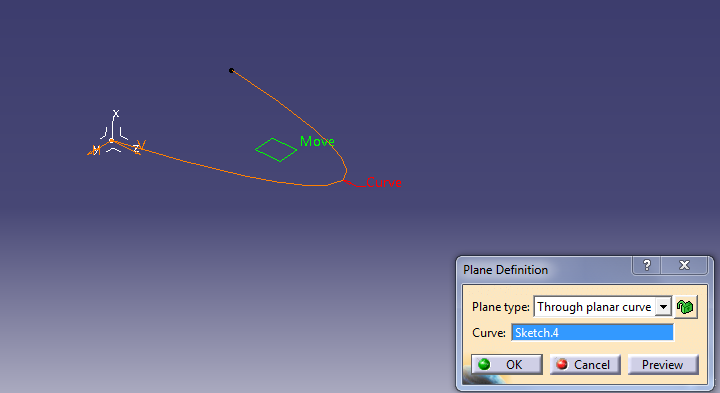 X
Move
H
V
Z
Curve
Plane Definition
Plane type: Through planar curve
Curve: Sketch.4
OK Cancel Preview